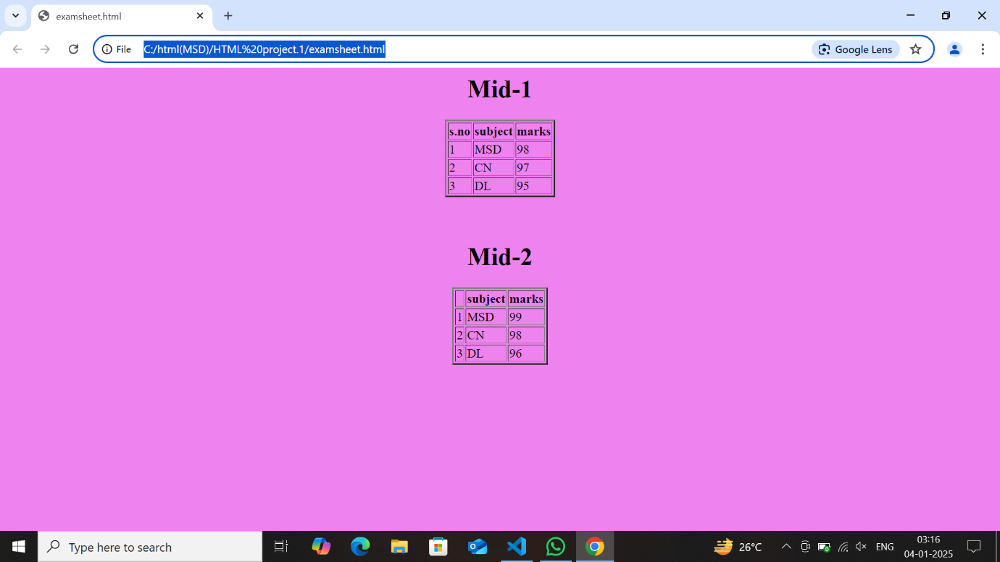 examsheet.html
File C:/html(MSD)/HTML%20project.1/examsheet.html Google Lens
Mid-1
s.no subject marks
1 MSD 98
2 CN 97
3 DL 95
Mid-2
subject marks
1 MSD 99
2 CN 98
3 DL 96
Type here to search 26°C ENG 03:16
04-01-2025